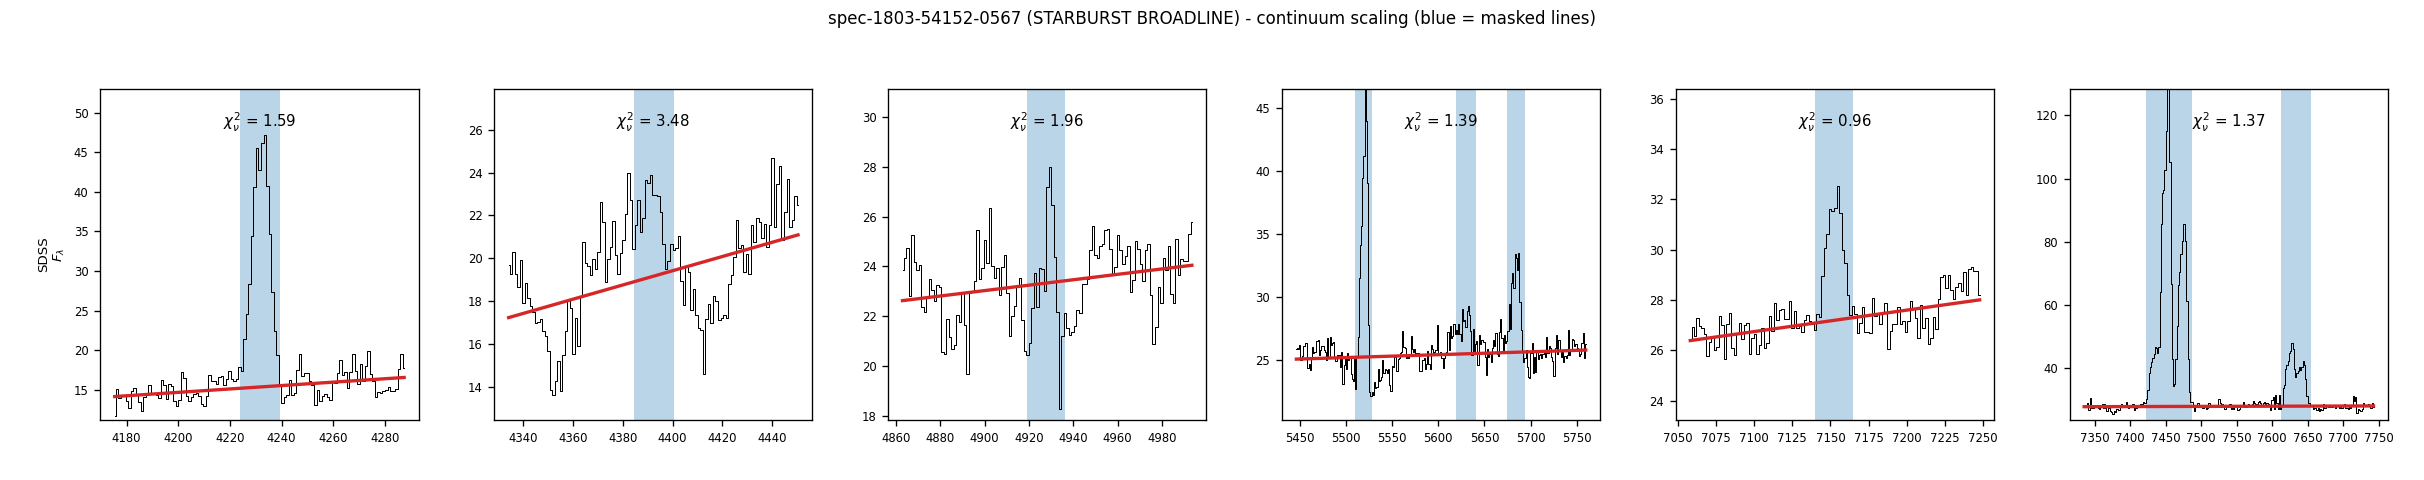 spec-1803-54152-0567 (STARBURST BROADLINE) - continuum scaling (blue = masked lines)
SDSS
F_λ
χ²_ν = 1.59
50
45
40
35
30
25
20
15
4180 4200 4220 4240 4260 4280
χ²_ν = 3.48
26
24
22
20
18
16
14
4340 4360 4380 4400 4420 4440
χ²_ν = 1.96
30
28
26
24
22
20
18
4860 4880 4900 4920 4940 4960 4980
χ²_ν = 1.39
45
40
35
30
25
5450 5500 5550 5600 5650 5700 5750
χ²_ν = 0.96
36
34
32
30
28
26
24
7050 7075 7100 7125 7150 7175 7200 7225 7250
χ²_ν = 1.37
120
100
80
60
40
7350 7400 7450 7500 7550 7600 7650 7700 7750